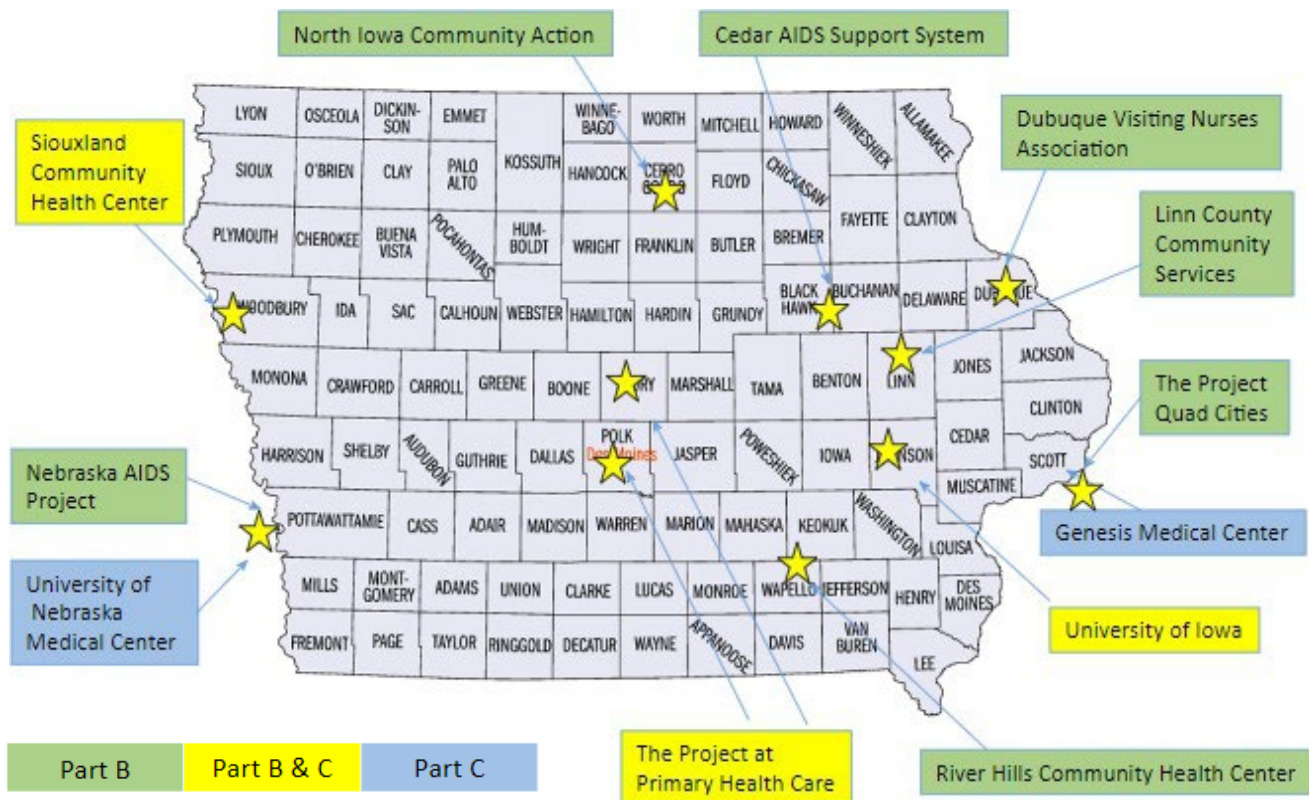 North Iowa Community Action
Cedar AIDS Support System
Siouxland
Community
Health Center
Dubuque Visiting Nurses
Association
Linn County
Community
Services
The Project
Quad Cities
Nebraska AIDS
Project
University of
Nebraska
Medical Center
Genesis Medical Center
University of Iowa
The Project at
Primary Health Care
River Hills Community Health Center
LYON
OSCEOLA
DICKIN-
SON
EMMET
WINNE-
BAGO
WORTH
MITCHELL
HOWARD
WINNESHIEK
ALLAMAKEE
SIOUX
O'BRIEN
CLAY
PALO
ALTO
KOSSUTH
HANCOCK
CERRO
FLOYD
CHICKASAW
FAYETTE
CLAYTON
PLYMOUTH
CHEROKEE
BUENA
VISTA
POCAHONTAS
HUM-
BOLDT
WRIGHT
FRANKLIN
BUTLER
BREMER
WOODBURY
IDA
SAC
CALHOUN
WEBSTER
HAMILTON
HARDIN
GRUNDY
BLACK
BUCHANAN
DELAWARE
MONONA
CRAWFORD
CARROLL
GREENE
BOONE
MARSHALL
TAMA
BENTON
LINN
JONES
JACKSON
CLINTON
HARRISON
SHELBY
AUDUBON
GUTHRIE
DALLAS
POLK
Des Moines
JASPER
POWESHIEK
IOWA
CEDAR
SCOTT
MUSCATINE
POTTAWATTAMIE
CASS
ADAIR
MADISON
WARREN
MARION
MAHASKA
KEOKUK
WASHINGTON
LOUISA
MILLS
MONT-
GOMERY
ADAMS
UNION
CLARKE
LUCAS
MONROE
WAPELLO
JEFFERSON
HENRY
DES
MOINES
FREMONT
PAGE
TAYLOR
RINGGOLD
DECATUR
WAYNE
APPANOOSE
DAVIS
VAN
BUREN
LEE
Part B
Part B & C
Part C